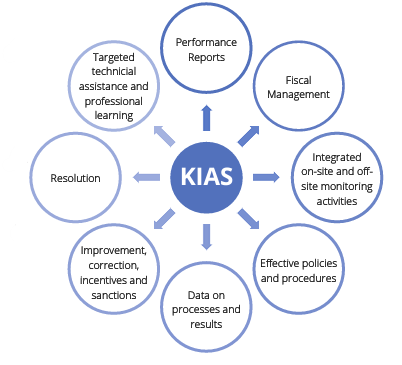 Performance
Reports
Fiscal
Management
Integrated
on-site and off-
site monitoring
activities
Effective policies
and procedures
Data on
processes and
results
Improvement,
correction,
incentives and
sanctions
Resolution
Targeted
technicial
assistance and
professional
learning
KIAS